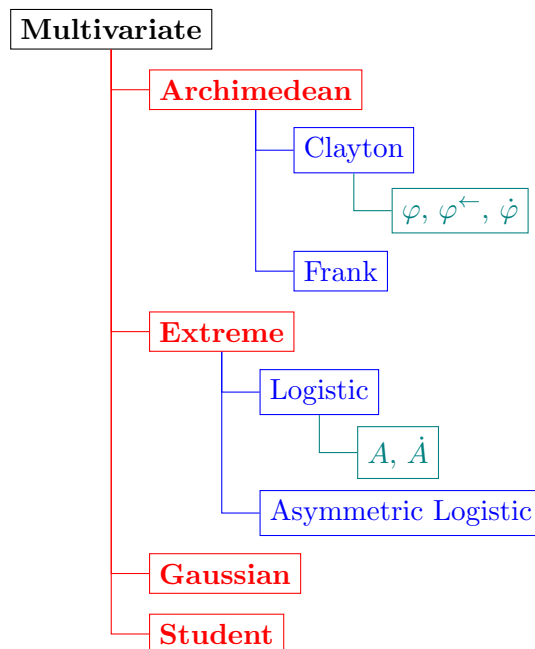 Multivariate
Archimedean
Clayton
φ, φ←, φ̇
Frank
Extreme
Logistic
A, Ȧ
Asymmetric Logistic
Gaussian
Student